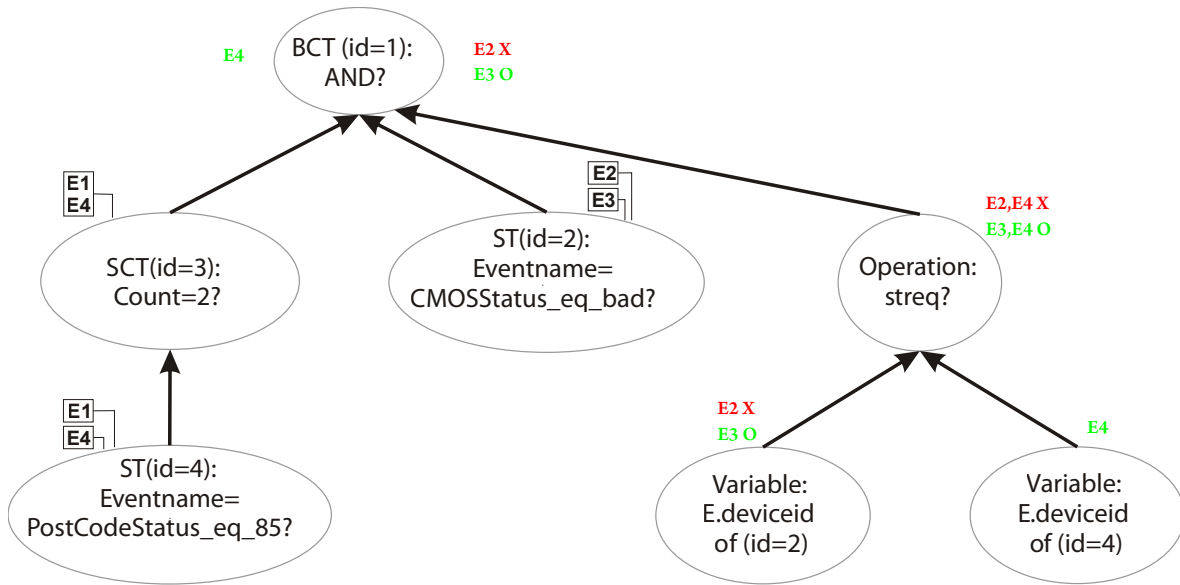 E4
BCT (id=1):
AND?
E2 X
E3 O
E1
E4
SCT(id=3):
Count=2?
E2
E3
ST(id=2):
Eventname=
CMOSStatus_eq_bad?
E2,E4 X
E3,E4 O
Operation:
streq?
E1
E4
ST(id=4):
Eventname=
PostCodeStatus_eq_85?
E2 X
E3 O
Variable:
E.deviceid
of (id=2)
E4
Variable:
E.deviceid
of (id=4)